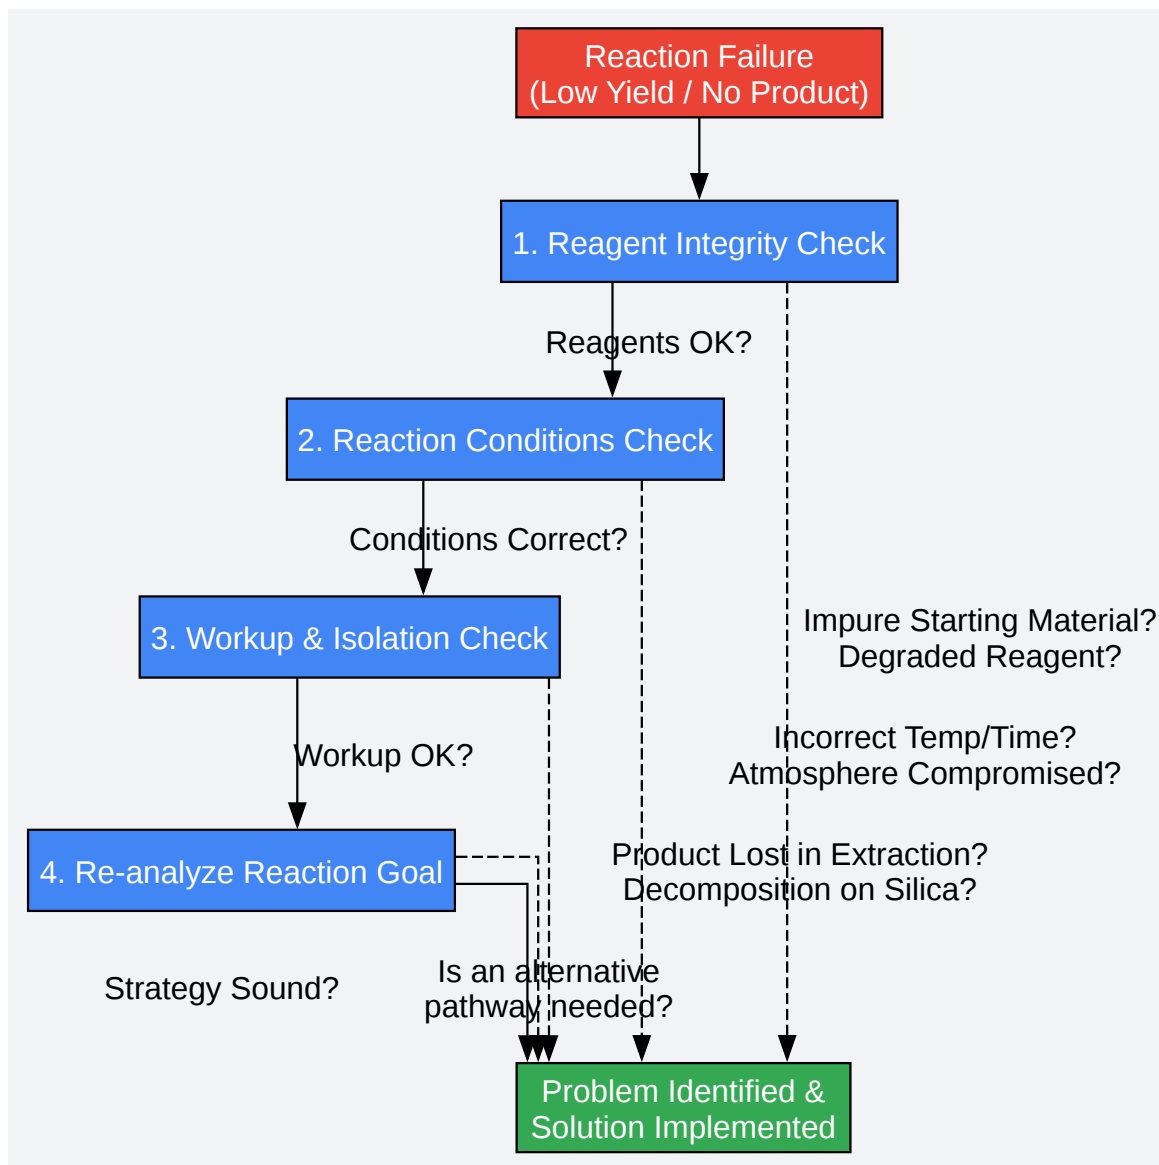 Reaction Failure
(Low Yield / No Product)
1. Reagent Integrity Check
Reagents OK?
2. Reaction Conditions Check
Conditions Correct?
3. Workup & Isolation Check
Impure Starting Material?
Degraded Reagent?
Workup OK?
Incorrect Temp/Time?
Atmosphere Compromised?
4. Re-analyze Reaction Goal
Product Lost in Extraction?
Decomposition on Silica?
Strategy Sound?
Is an alternative
pathway needed?
Problem Identified &
Solution Implemented